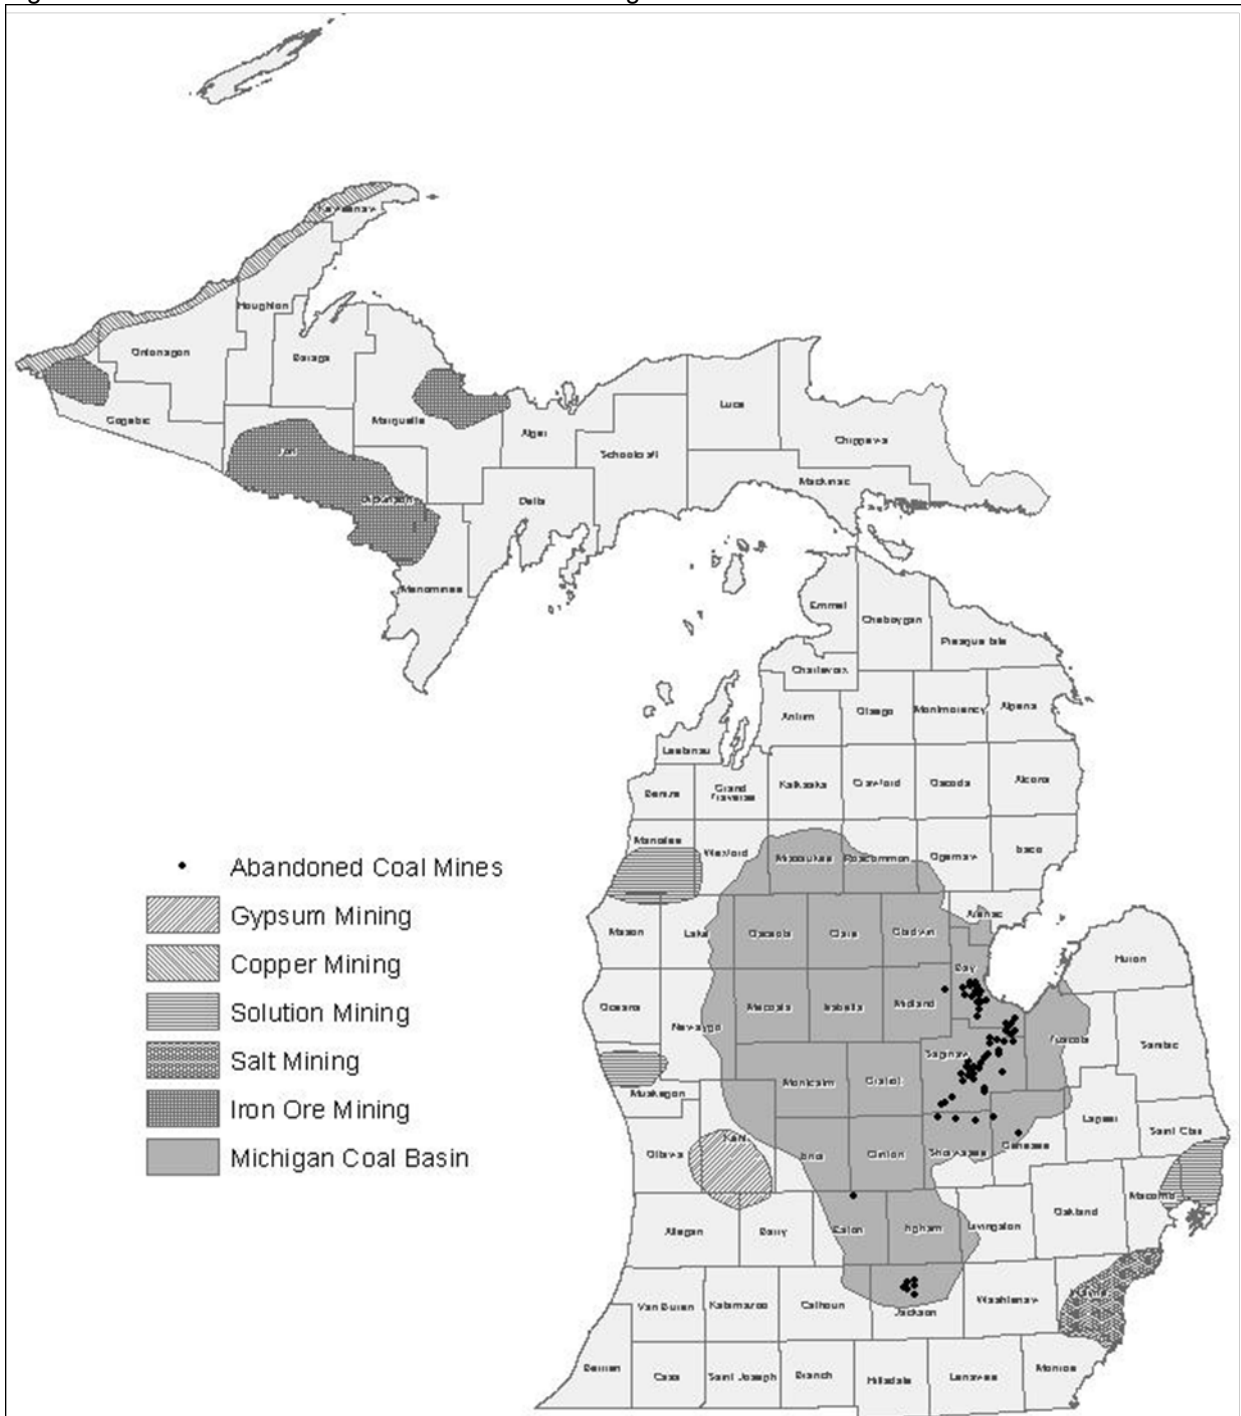 Keweenaw
Houghton
Ontonagon
Baraga
Gogebic
Marquette
Luce
Alger
Chippewa
Iron
Schoolcraft
Mackinac
Dickinson
Delta
Menominee
Emmet
Cheboygan
Presque Isle
Charlevoix
Antrim
Otsego
Montmorency
Alpena
Leelanau
Benzie
Grand
Traverse
Kalkaska
Crawford
Oscoda
Alcona
Manistee
Wexford
Missaukee
Roscommon
Ogemaw
Iosco
Abandoned Coal Mines
Gypsum Mining
Copper Mining
Solution Mining
Salt Mining
Iron Ore Mining
Michigan Coal Basin
Mason
Lake
Osceola
Clare
Gladwin
Arenac
Huron
Oceana
Newaygo
Mecosta
Isabella
Midland
Bay
Tuscola
Sanilac
Muskegon
Montcalm
Gratiot
Saginaw
Lapeer
Saint Clair
Ottawa
Kent
Ionia
Clinton
Shiawassee
Genesee
Macomb
Oakland
Allegan
Barry
Eaton
Ingham
Livingston
Van Buren
Kalamazoo
Calhoun
Jackson
Washtenaw
Wayne
Berrien
Cass
Saint Joseph
Branch
Hillsdale
Lenawee
Monroe